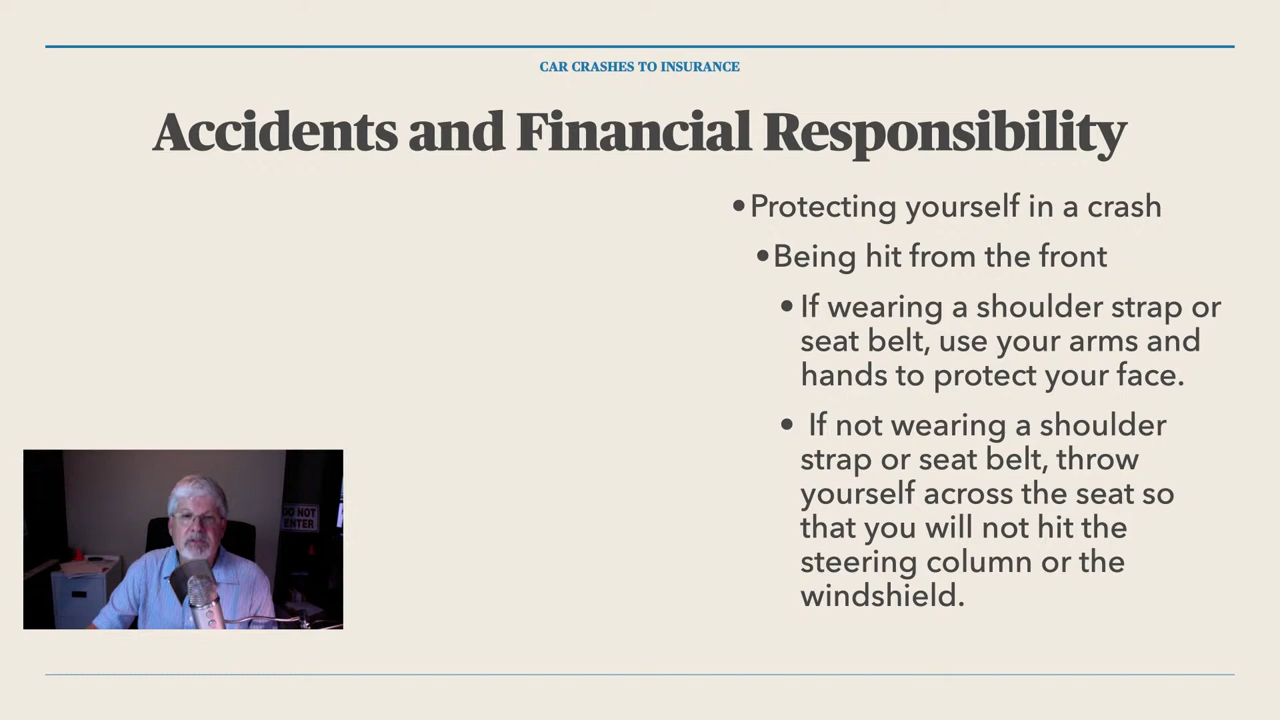 CAR CRASHES TO INSURANCE
Accidents and Financial Responsibility
•Protecting yourself in a crash
•Being hit from the front
•If wearing a shoulder strap or
seat belt, use your arms and
hands to protect your face.
• If not wearing a shoulder
strap or seat belt, throw
yourself across the seat so
that you will not hit the
steering column or the
windshield.
DO NOT
ENTER